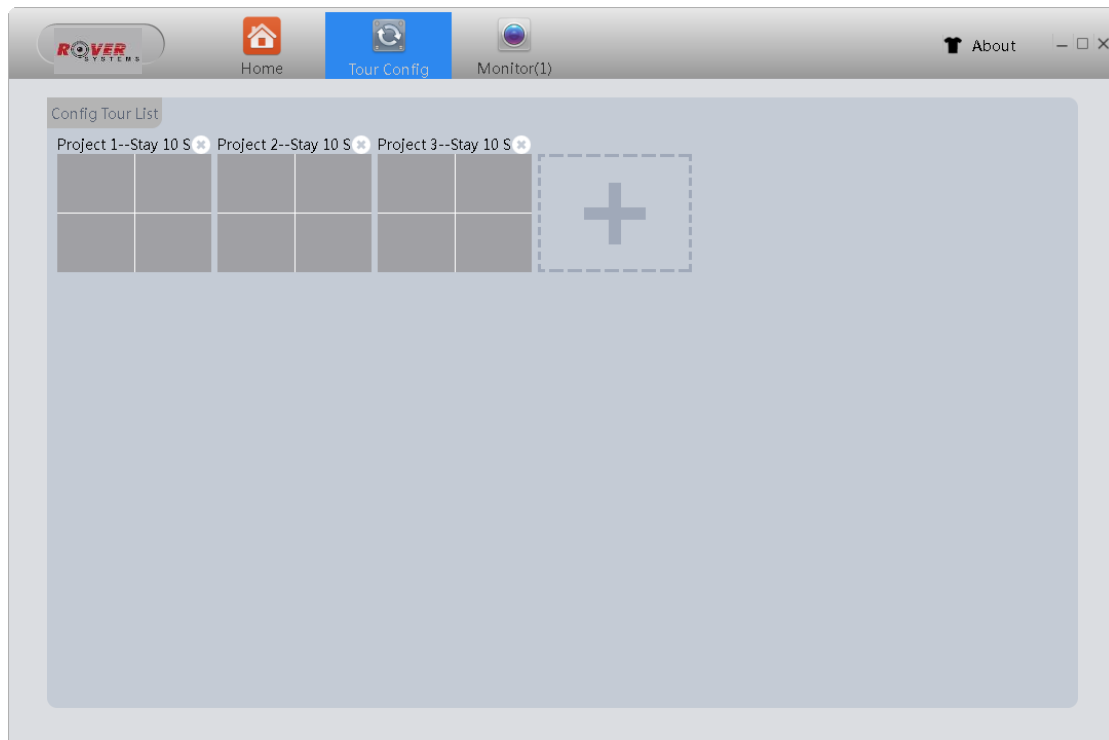 ROVER
SYSTEMS
Home
Tour Config
Monitor(1)
About
Config Tour List
Project 1--Stay 10 S
Project 2--Stay 10 S
Project 3--Stay 10 S